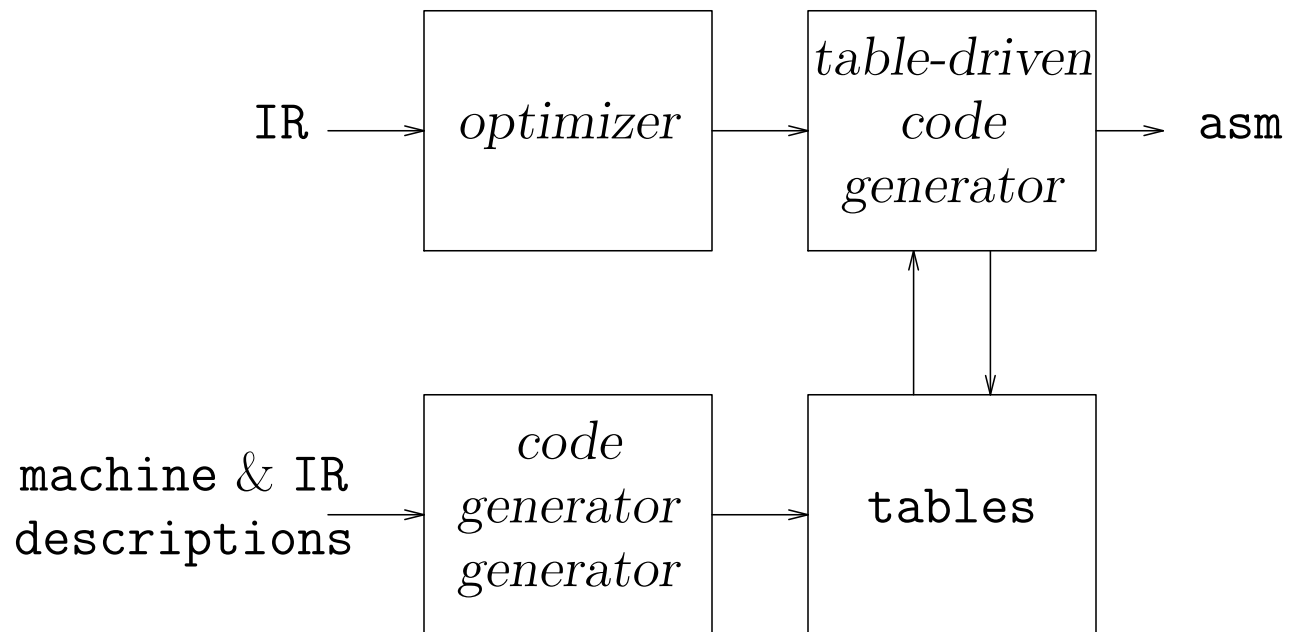 IR
optimizer
table-driven
code
generator
asm
machine & IR
descriptions
code
generator
generator
tables